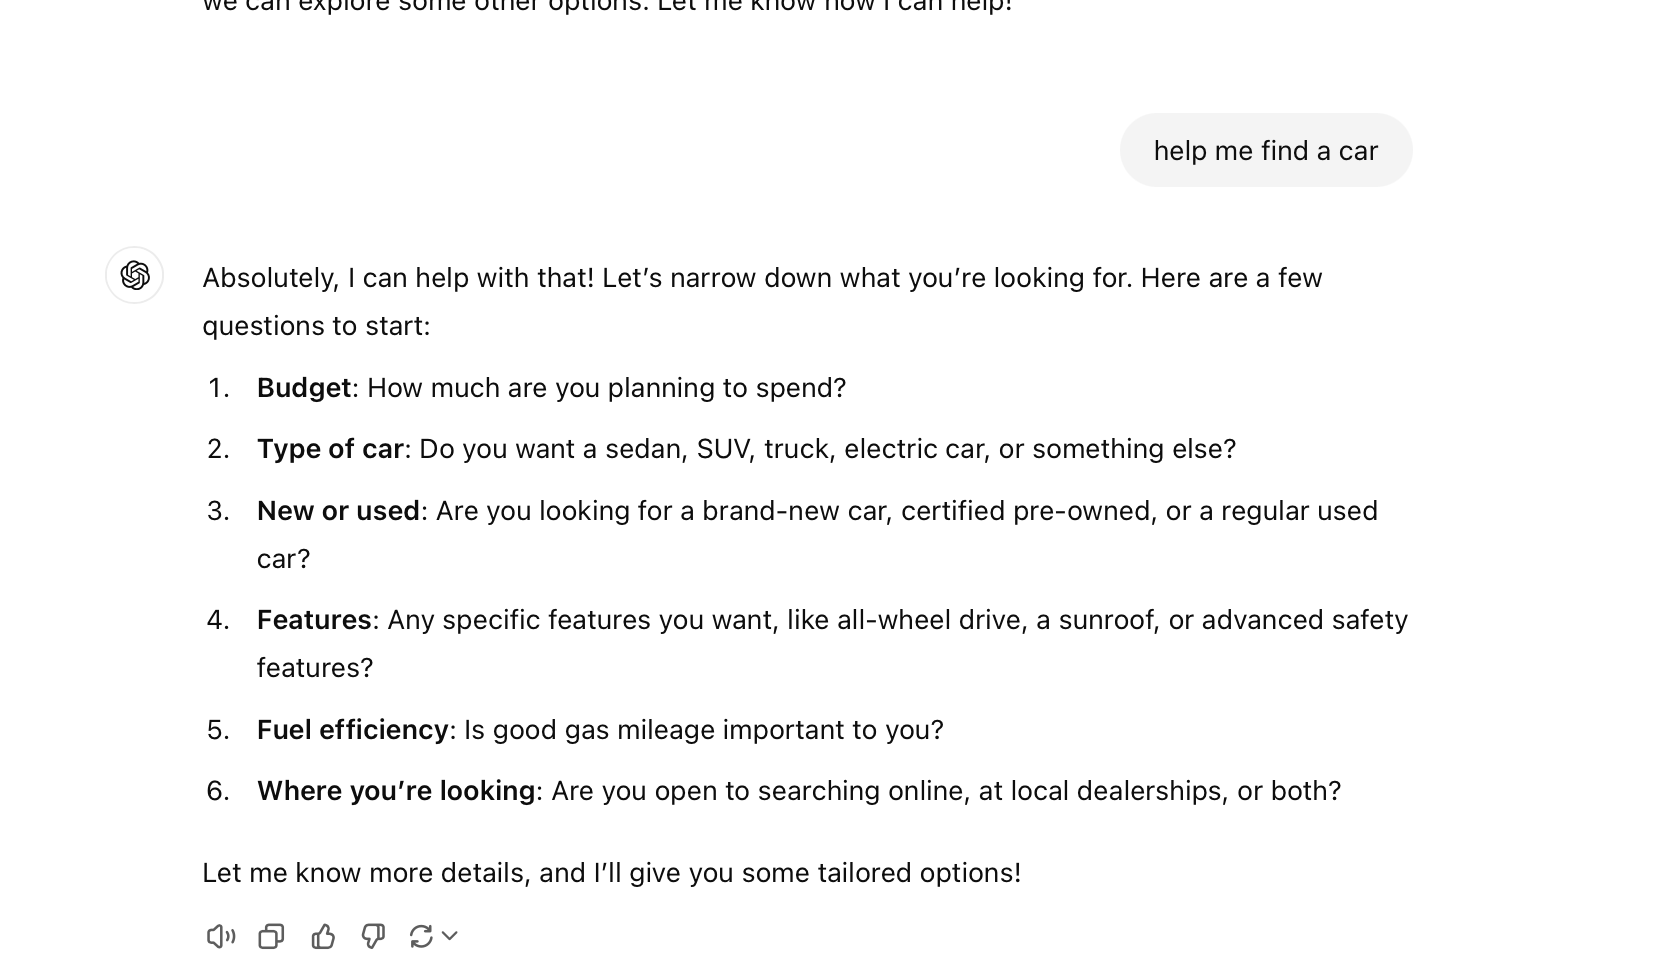 we can explore some other options. Let me know how I can help!
help me find a car
Absolutely, I can help with that! Let’s narrow down what you’re looking for. Here are a few
questions to start:
1. Budget: How much are you planning to spend?
2. Type of car: Do you want a sedan, SUV, truck, electric car, or something else?
3. New or used: Are you looking for a brand-new car, certified pre-owned, or a regular used
car?
4. Features: Any specific features you want, like all-wheel drive, a sunroof, or advanced safety
features?
5. Fuel efficiency: Is good gas mileage important to you?
6. Where you’re looking: Are you open to searching online, at local dealerships, or both?
Let me know more details, and I’ll give you some tailored options!